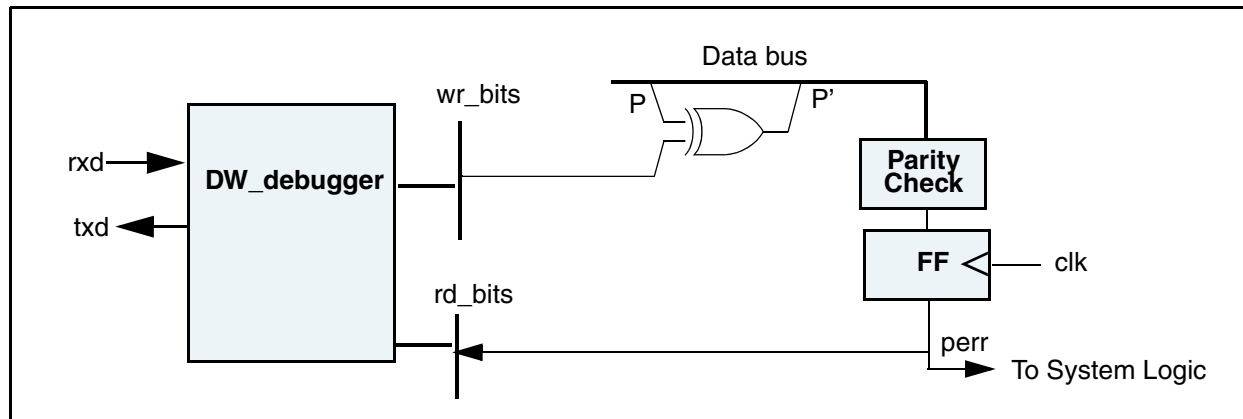 Data bus
wr_bits
P
P’
rxd
DW_debugger
Parity
Check
txd
FF
clk
rd_bits
perr
To System Logic